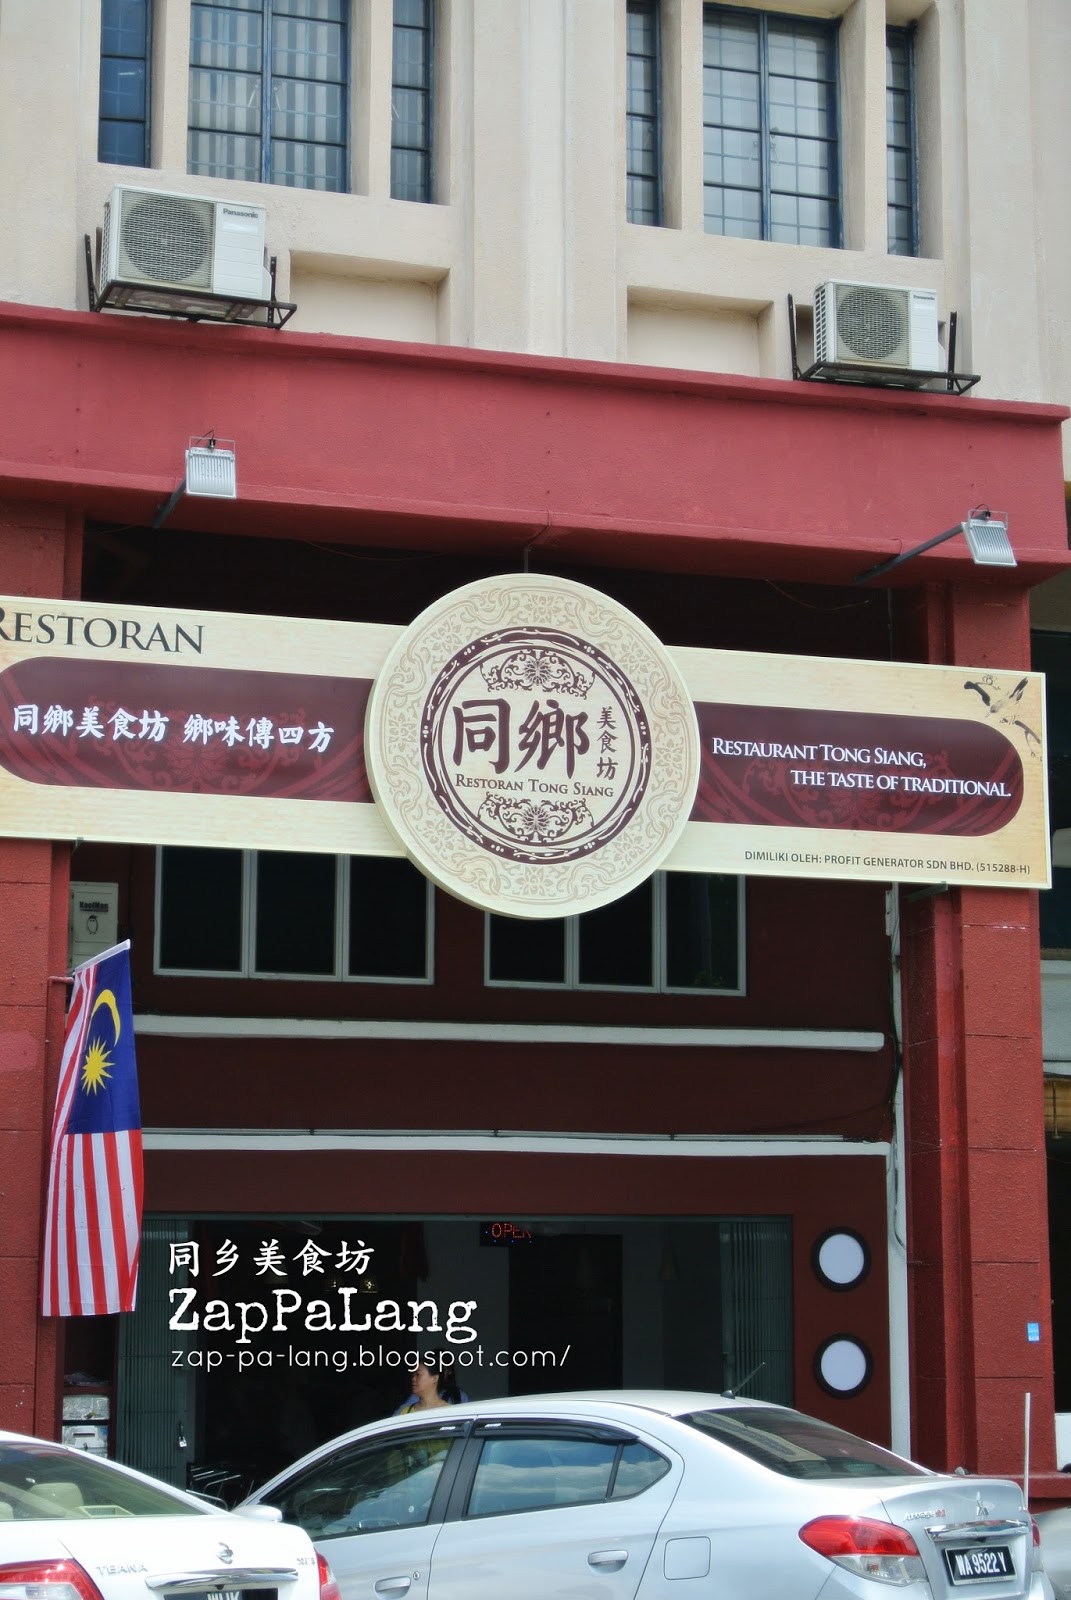 Panasonic
Panasonic
RESTORAN
同鄉美食坊 鄉味傳四方
同鄉
美食坊
RESTORAN TONG SIANG
RESTAURANT TONG SIANG,
THE TASTE OF TRADITIONAL.
DIMILIKI OLEH: PROFIT GENERATOR SDN BHD. (515288-H)
KoolMan
OPEN
同乡美食坊
ZapPaLang
zap-pa-lang.blogspot.com/
TEANA
WA 9522 Y